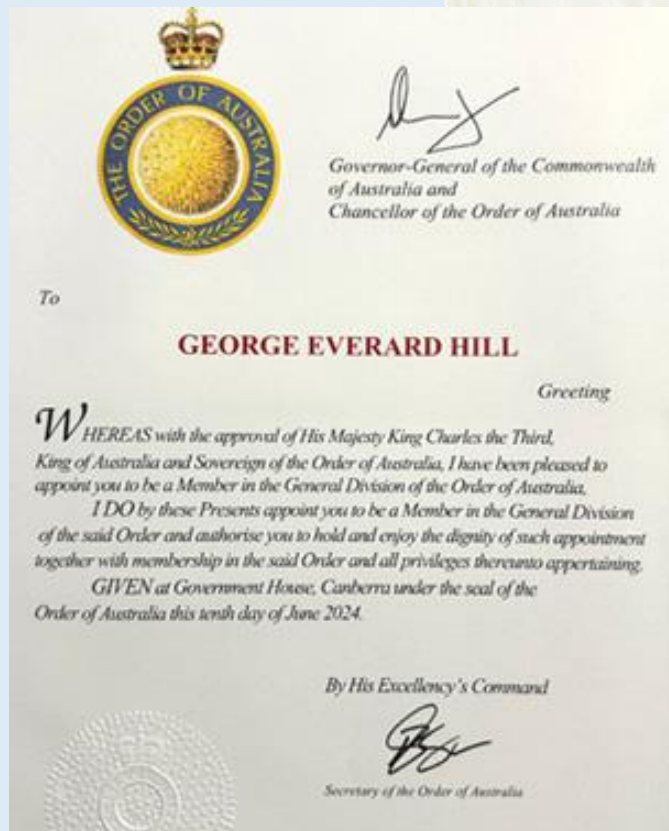 THE ORDER OF AUSTRALIA
Governor-General of the Commonwealth
of Australia and
Chancellor of the Order of Australia
To
GEORGE EVERARD HILL
Greeting
WHEREAS with the approval of His Majesty King Charles the Third,
King of Australia and Sovereign of the Order of Australia, I have been pleased to
appoint you to be a Member in the General Division of the Order of Australia,
I DO by these Presents appoint you to be a Member in the General Division
of the said Order and authorise you to hold and enjoy the dignity of such appointment
together with membership in the said Order and all privileges thereunto appertaining,
GIVEN at Government House, Canberra under the seal of the
Order of Australia this tenth day of June 2024.
By His Excellency's Command
Secretary of the Order of Australia